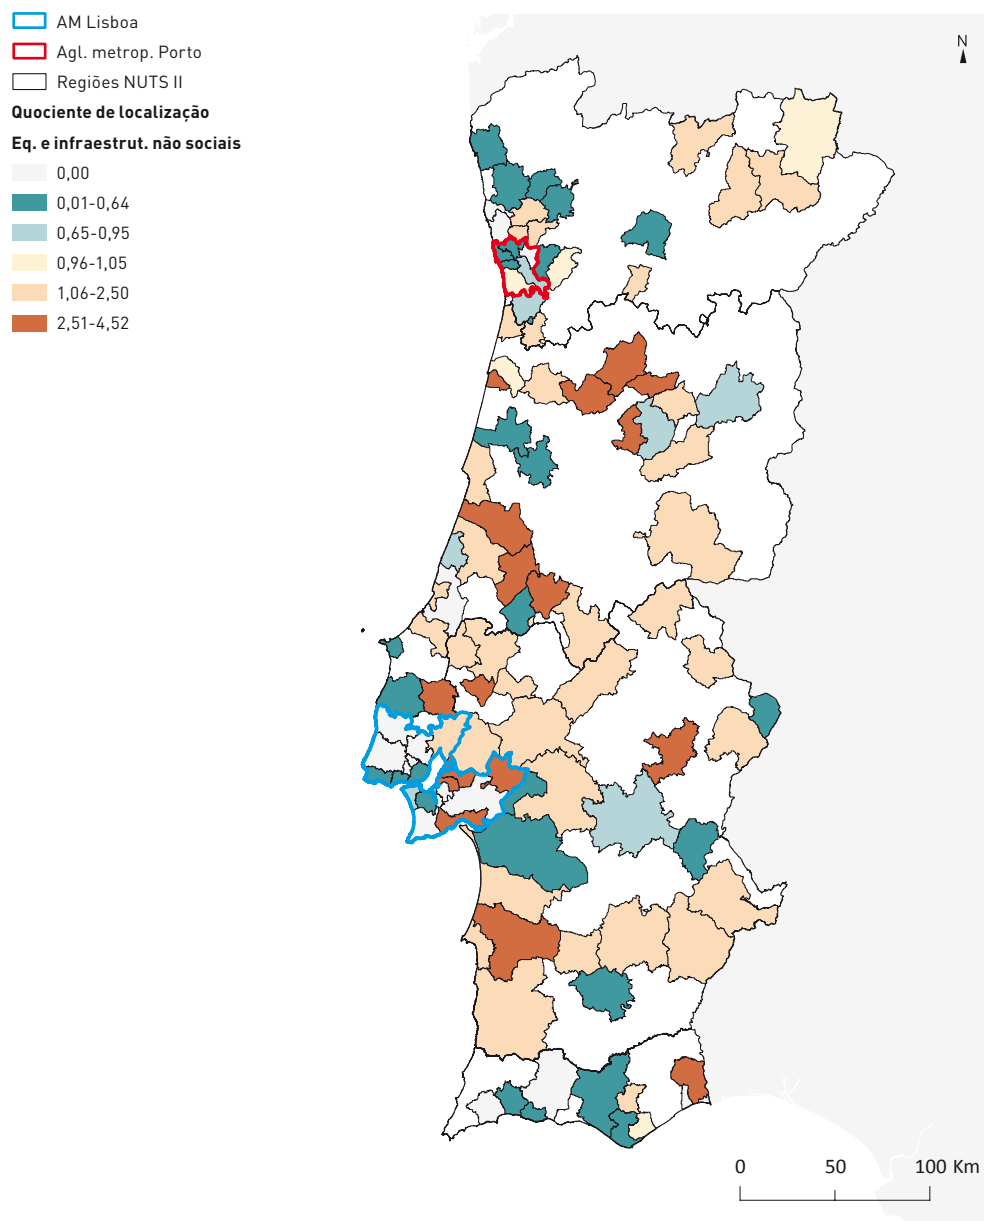 AM Lisboa
Agl. metrop. Porto
Regiões NUTS II
Quociente de localização
Eq. e infraestrut. não sociais
0,00
0,01-0,64
0,65-0,95
0,96-1,05
1,06-2,50
2,51-4,52
N
0 50 100 Km